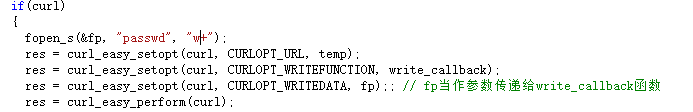 if(curl)
{
fopen_s(&fp, "passwd", "w+");
res = curl_easy_setopt(curl, CURLOPT_URL, temp);
res = curl_easy_setopt(curl, CURLOPT_WRITEFUNCTION, write_callback);
res = curl_easy_setopt(curl, CURLOPT_WRITEDATA, fp);; // fp当作参数传递给write_callback函数
res = curl_easy_perform(curl);